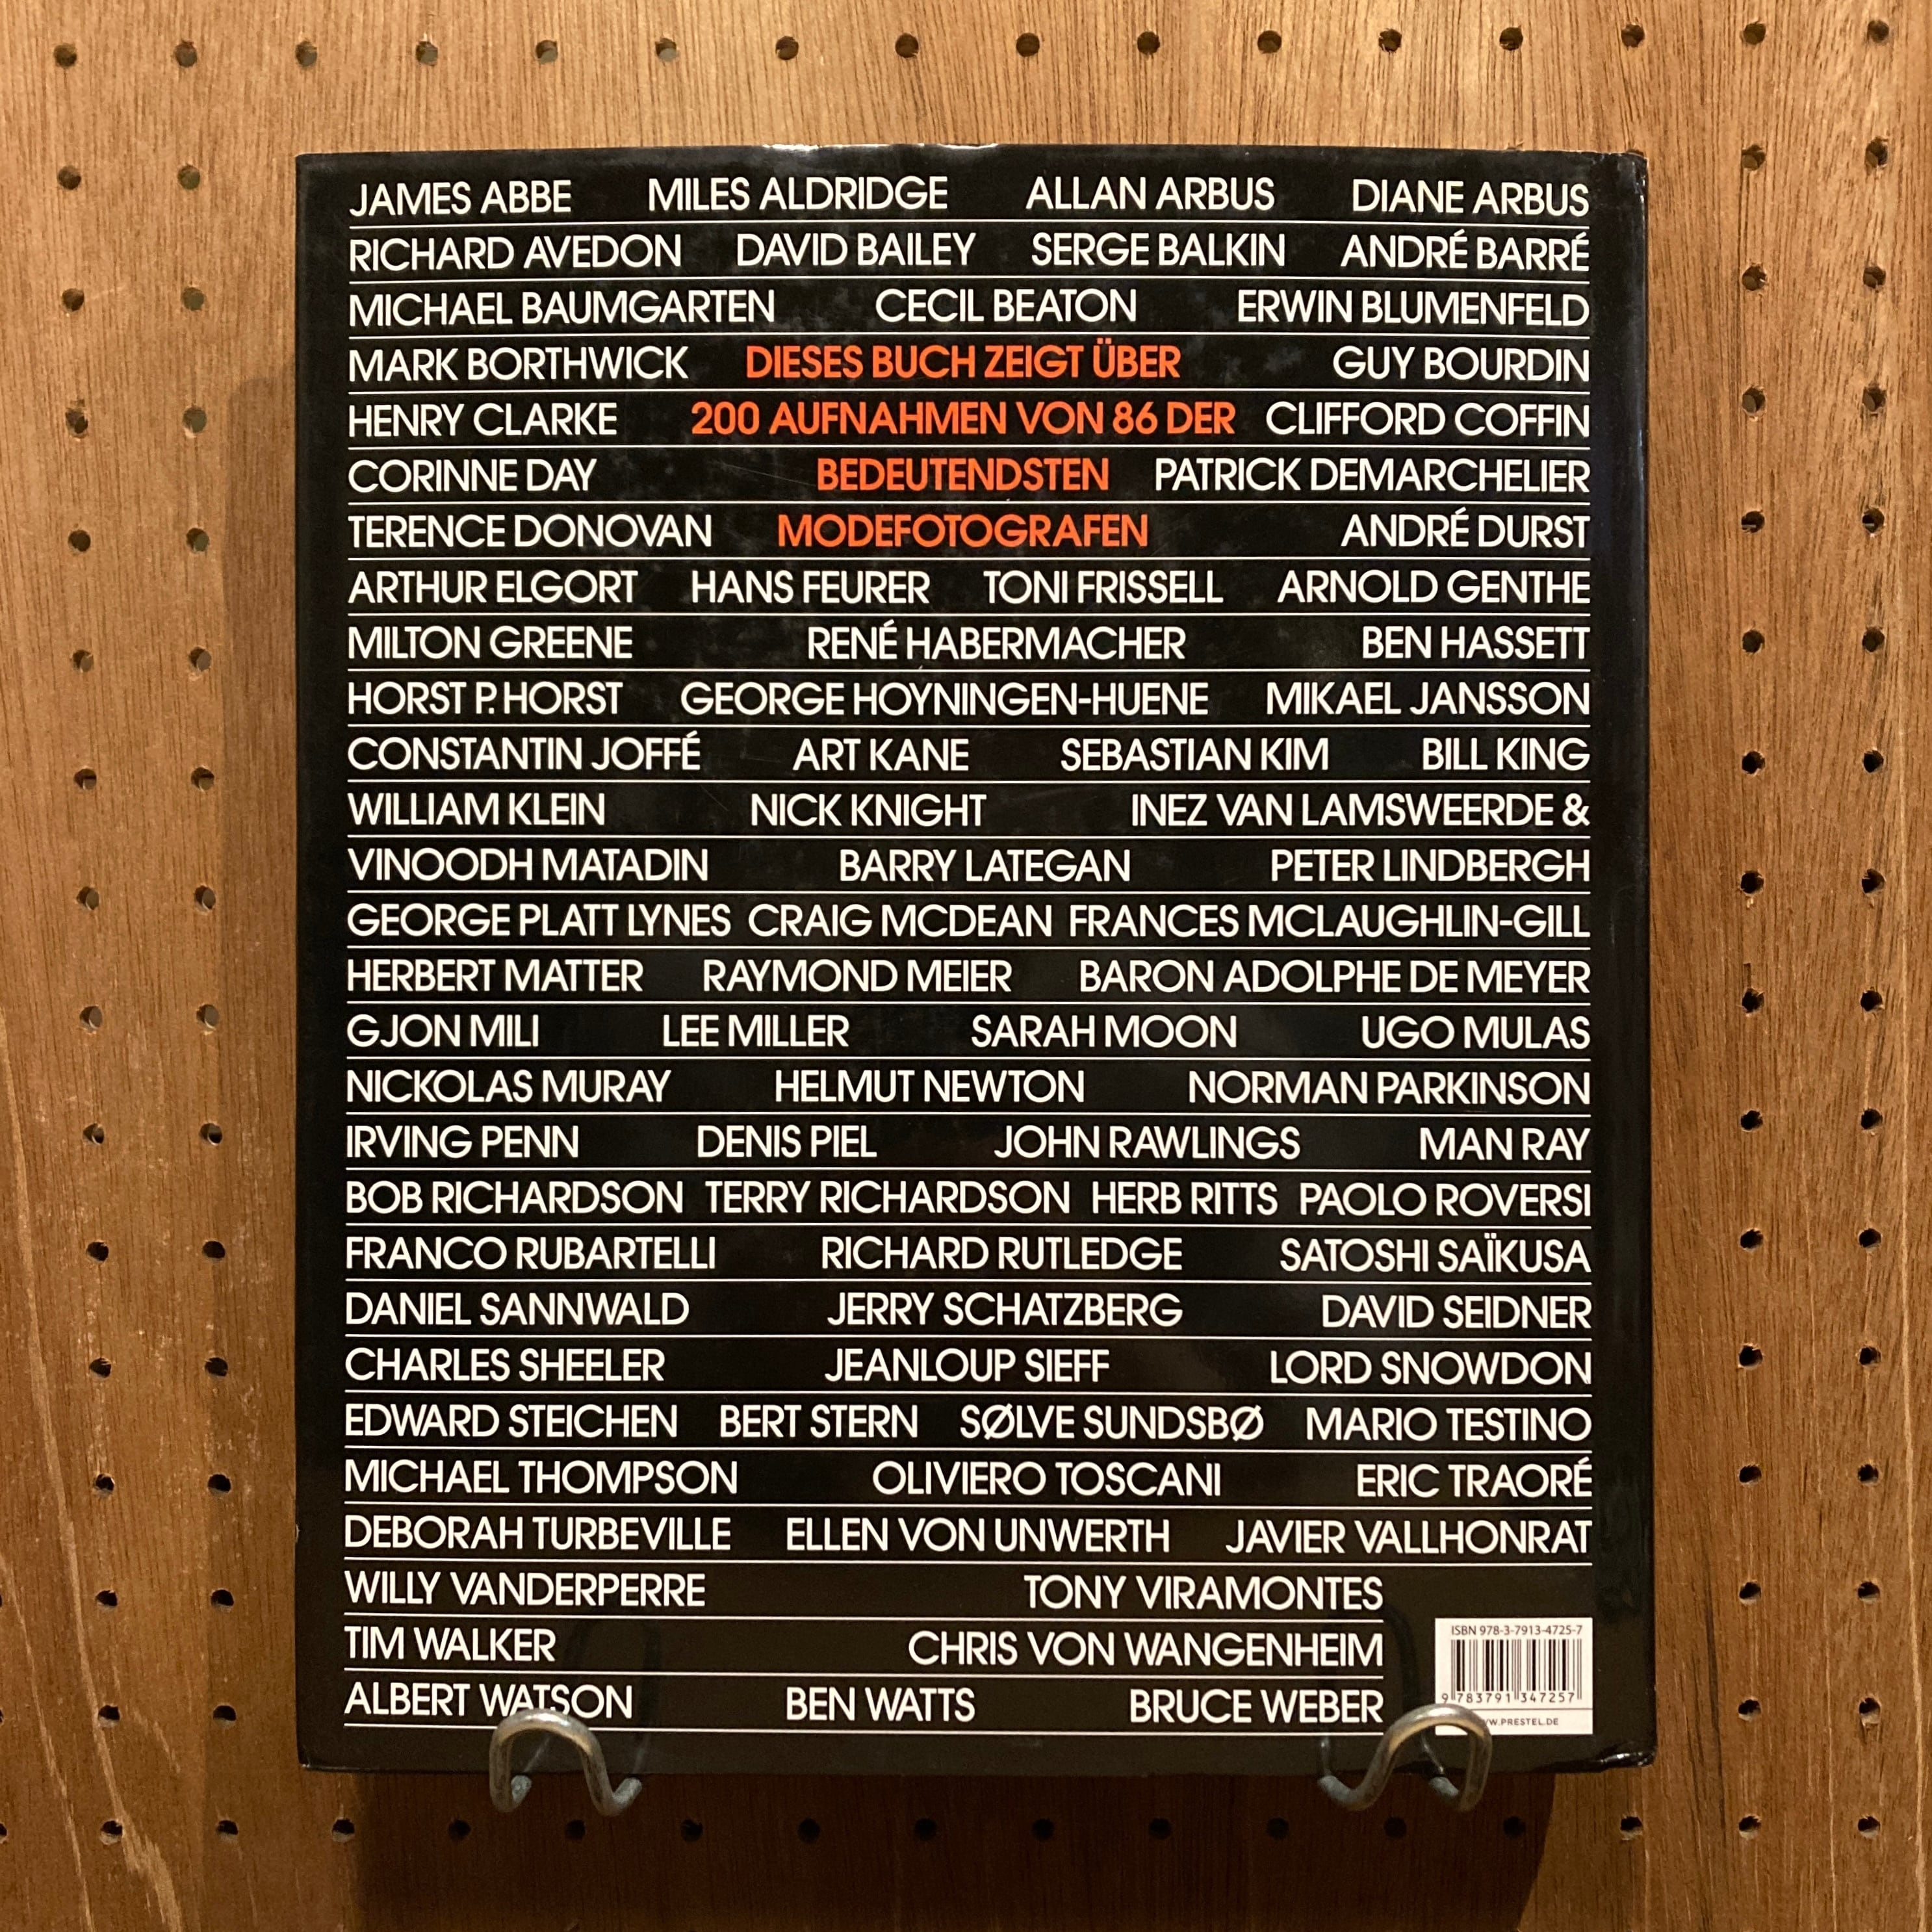 JAMES ABBE MILES ALDRIDGE ALLAN ARBUS DIANE ARBUS
RICHARD AVEDON DAVID BAILEY SERGE BALKIN ANDRÉ BARRÉ
MICHAEL BAUMGARTEN CECIL BEATON ERWIN BLUMENFELD
MARK BORTHWICK DIESES BUCH ZEIGT ÜBER GUY BOURDIN
HENRY CLARKE 200 AUFNAHMEN VON 86 DER CLIFFORD COFFIN
CORINNE DAY BEDEUTENDSTEN PATRICK DEMARCHELIER
TERENCE DONOVAN MODEFOTOGRAFEN ANDRÉ DURST
ARTHUR ELGORT HANS FEURER TONI FRISSELL ARNOLD GENTHE
MILTON GREENE RENÉ HABERMACHER BEN HASSETT
HORST P. HORST GEORGE HOYNINGEN-HUENE MIKAEL JANSSON
CONSTANTIN JOFFÉ ART KANE SEBASTIAN KIM BILL KING
WILLIAM KLEIN NICK KNIGHT INEZ VAN LAMSWEERDE &
VINOODH MATADIN BARRY LATEGAN PETER LINDBERGH
GEORGE PLATT LYNES CRAIG MCDEAN FRANCES MCLAUGHLIN-GILL
HERBERT MATTER RAYMOND MEIER BARON ADOLPHE DE MEYER
GJON MILI LEE MILLER SARAH MOON UGO MULAS
NICKOLAS MURAY HELMUT NEWTON NORMAN PARKINSON
IRVING PENN DENIS PIEL JOHN RAWLINGS MAN RAY
BOB RICHARDSON TERRY RICHARDSON HERB RITTS PAOLO ROVERSI
FRANCO RUBARTELLI RICHARD RUTLEDGE SATOSHI SAÏKUSA
DANIEL SANNWALD JERRY SCHATZBERG DAVID SEIDNER
CHARLES SHEELER JEANLOUP SIEFF LORD SNOWDON
EDWARD STEICHEN BERT STERN SØLVE SUNDSBØ MARIO TESTINO
MICHAEL THOMPSON OLIVIERO TOSCANI ERIC TRAORÉ
DEBORAH TURBEVILLE ELLEN VON UNWERTH JAVIER VALLHONRAT
WILLY VANDERPERRE TONY VIRAMONTES
TIM WALKER CHRIS VON WANGENHEIM
ALBERT WATSON BEN WATTS BRUCE WEBER
ISBN 978-3-7913-4725-7
9 783791 347257
W.PRESTEL.DE